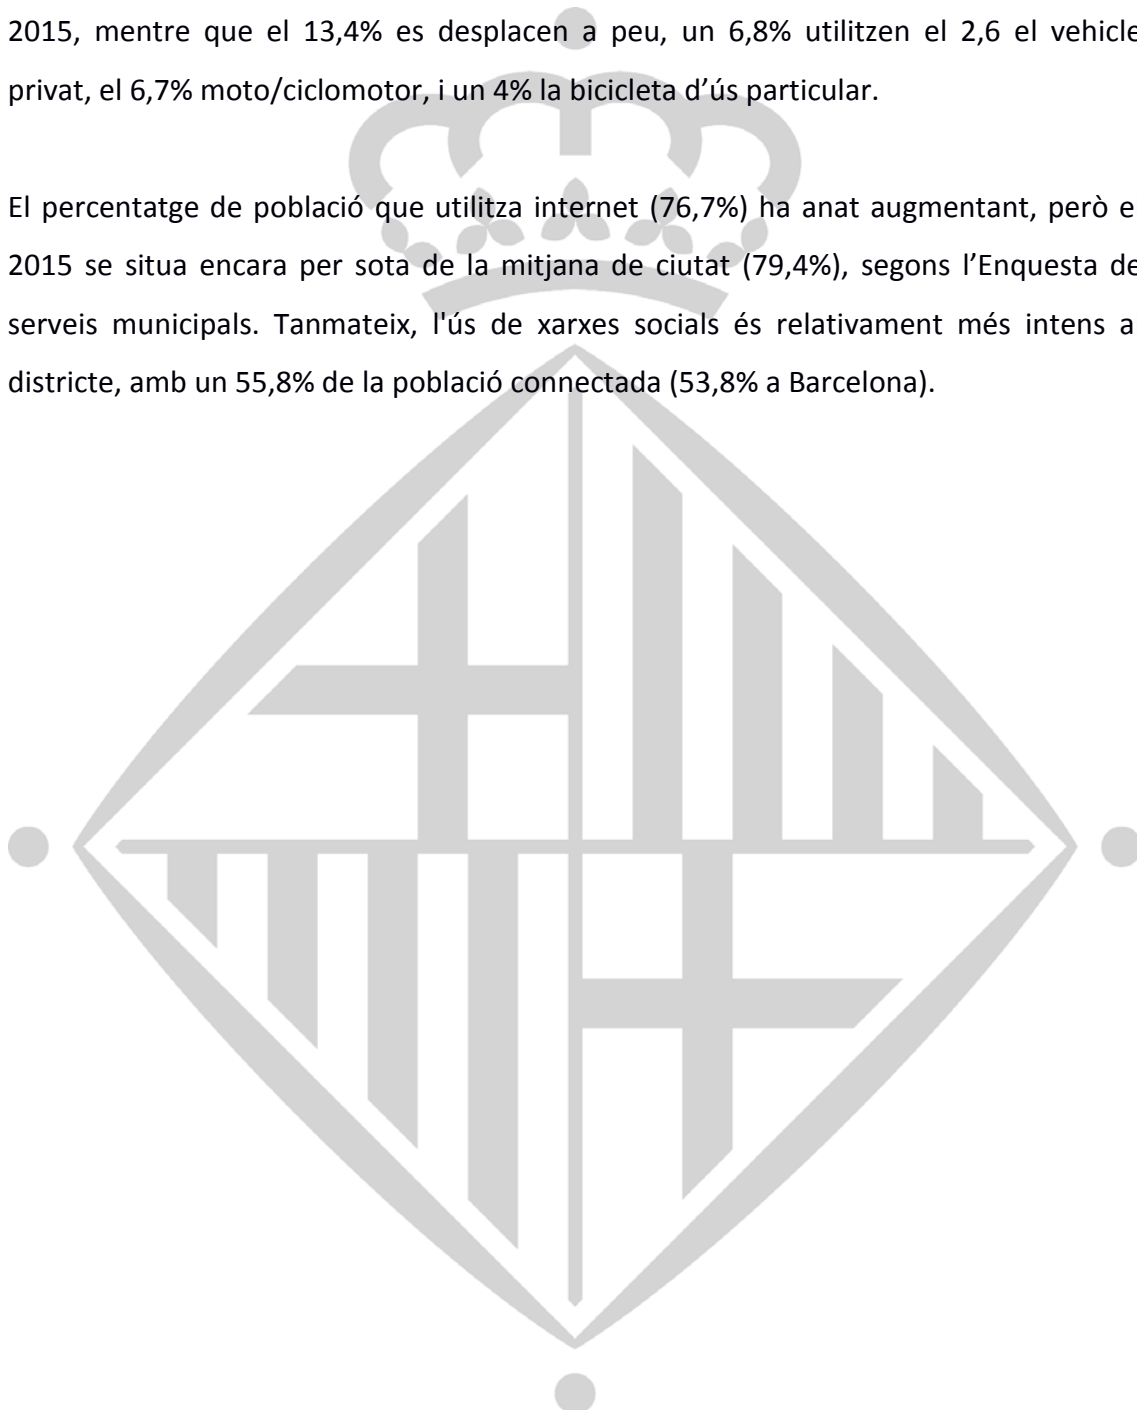 2015, mentre que el 13,4% es desplacen a peu, un 6,8% utilitzen el 2,6 el vehicle
privat, el 6,7% moto/ciclomotor, i un 4% la bicicleta d’ús particular.
El percentatge de població que utilitza internet (76,7%) ha anat augmentant, però e
2015 se situa encara per sota de la mitjana de ciutat (79,4%), segons l’Enquesta de
serveis municipals. Tanmateix, l'ús de xarxes socials és relativament més intens a
districte, amb un 55,8% de la població connectada (53,8% a Barcelona).